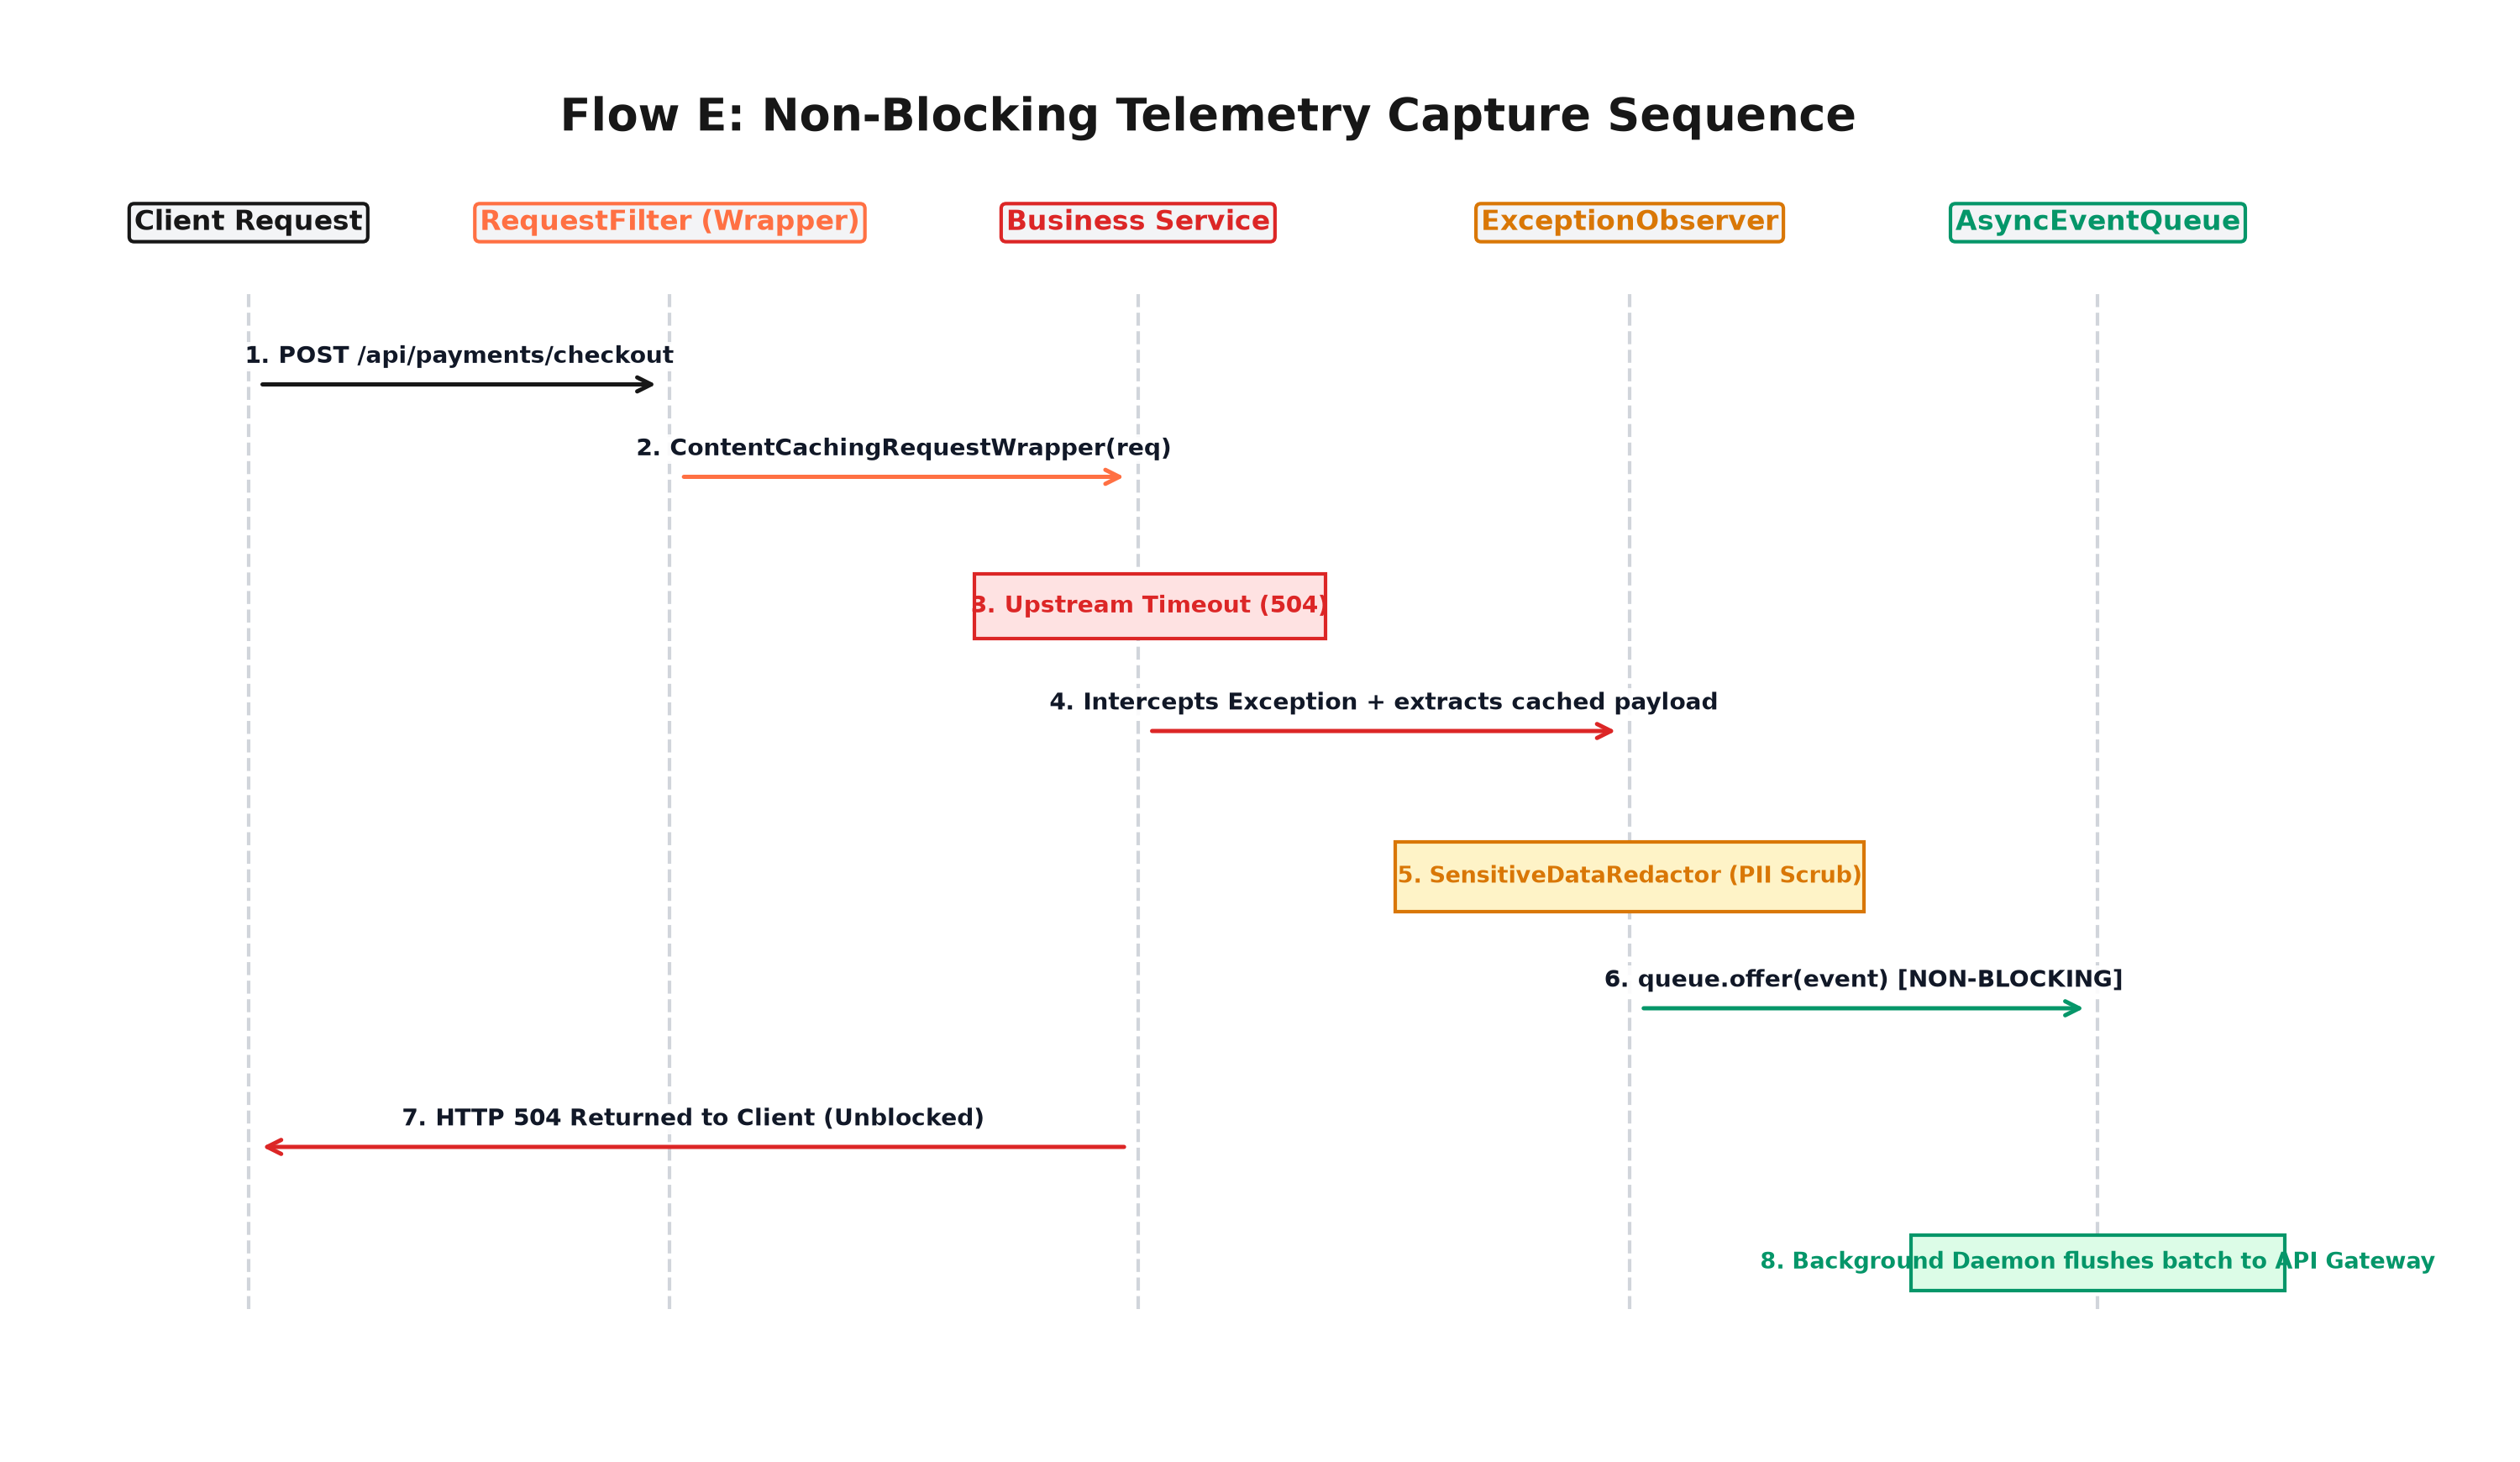 Flow E: Non-Blocking Telemetry Capture Sequence
Client Request
RequestFilter (Wrapper)
Business Service
ExceptionObserver
AsyncEventQueue
1. POST /api/payments/checkout
2. ContentCachingRequestWrapper(req)
3. Upstream Timeout (504)
4. Intercepts Exception + extracts cached payload
5. SensitiveDataRedactor (PII Scrub)
6. queue.offer(event) [NON-BLOCKING]
7. HTTP 504 Returned to Client (Unblocked)
8. Background Daemon flushes batch to API Gateway